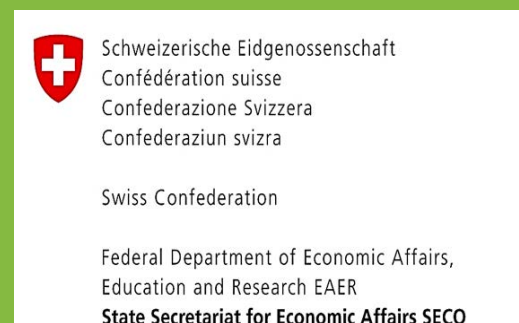 Schweizerische Eidgenossenschaft
Confédération suisse
Confederazione Svizzera
Confederaziun svizra
Swiss Confederation
Federal Department of Economic Affairs,
Education and Research EAER
State Secretariat for Economic Affairs SECO